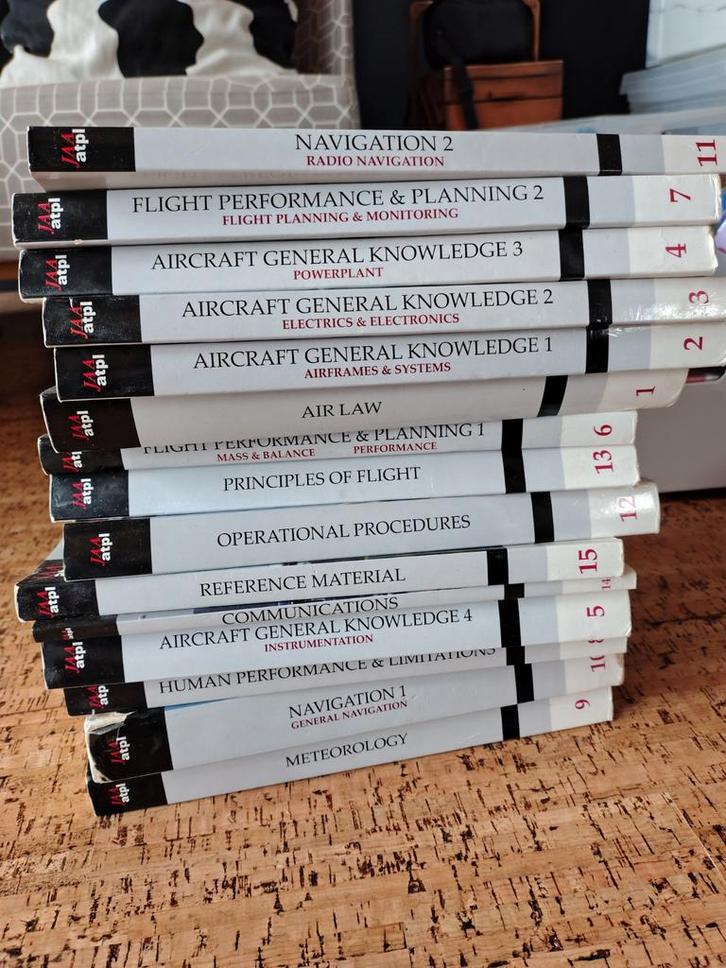 JAA atpl NAVIGATION 2 11
RADIO NAVIGATION
JAA atpl FLIGHT PERFORMANCE & PLANNING 2 7
FLIGHT PLANNING & MONITORING
JAA atpl AIRCRAFT GENERAL KNOWLEDGE 3 4
POWERPLANT
JAA atpl AIRCRAFT GENERAL KNOWLEDGE 2 3
ELECTRICS & ELECTRONICS
JAA atpl AIRCRAFT GENERAL KNOWLEDGE 1 2
AIRFRAMES & SYSTEMS
JAA atpl AIR LAW 1
FLIGHT PERFORMANCE & PLANNING 1 6
MASS & BALANCE PERFORMANCE
JAA atpl PRINCIPLES OF FLIGHT 13
JAA atpl OPERATIONAL PROCEDURES 12
JAA atpl REFERENCE MATERIAL 15
COMMUNICATIONS 14
JAA atpl AIRCRAFT GENERAL KNOWLEDGE 4 5
INSTRUMENTATION
JAA atpl HUMAN PERFORMANCE & LIMITATIONS 8
JAA atpl NAVIGATION 1 10
GENERAL NAVIGATION
JAA atpl METEOROLOGY 9